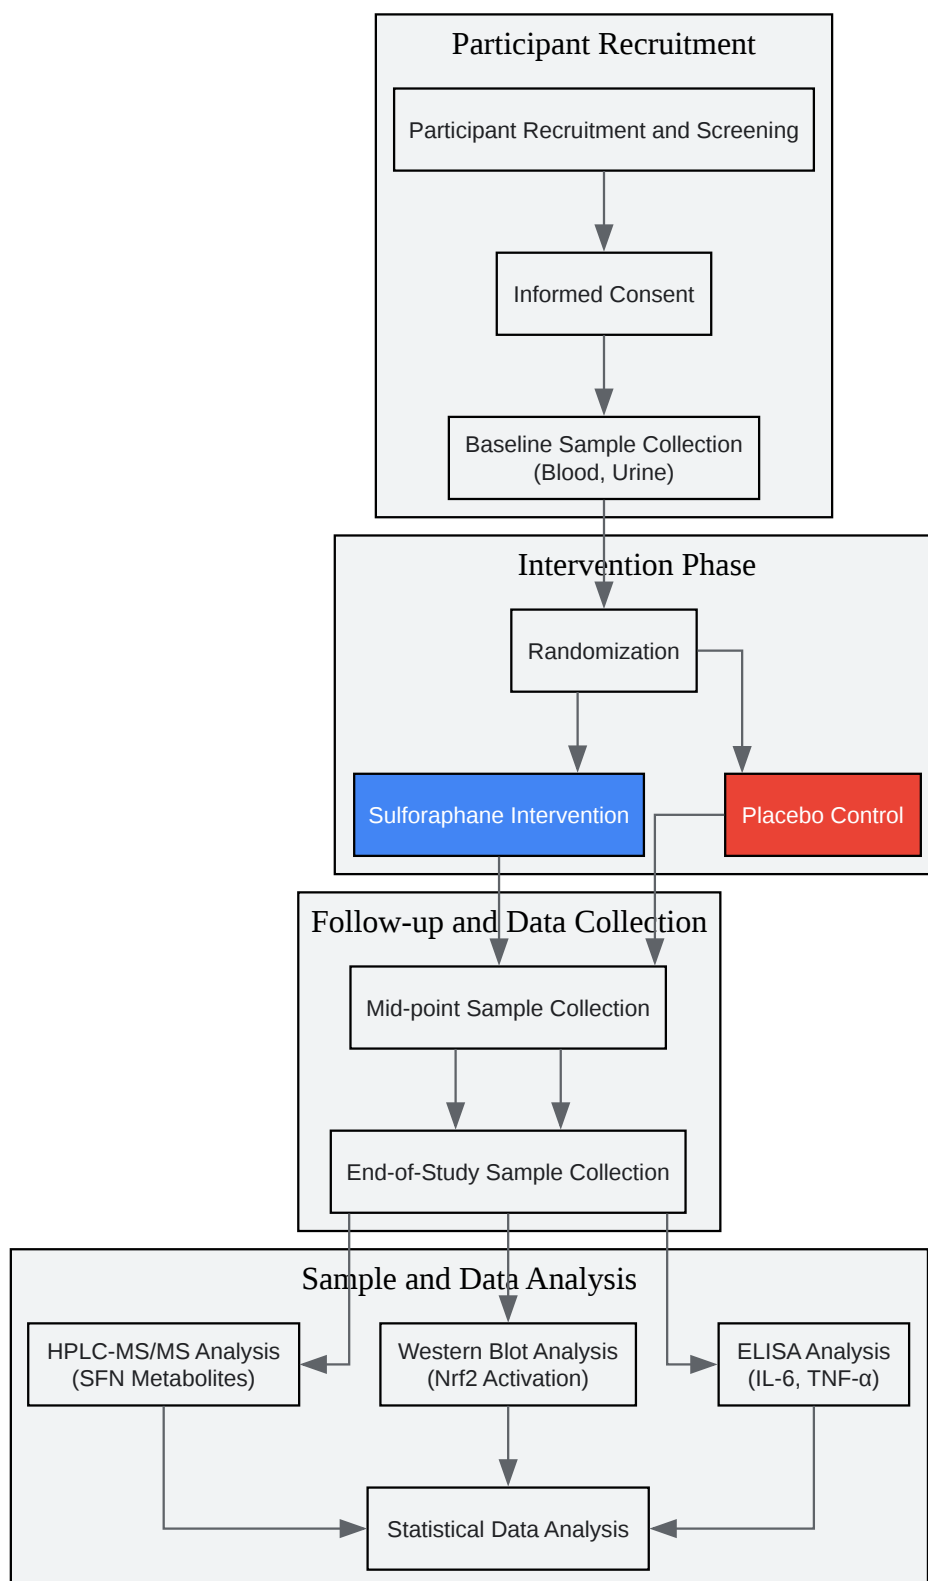 Participant Recruitment
Participant Recruitment and Screening
Informed Consent
Baseline Sample Collection
(Blood, Urine)
Intervention Phase
Randomization
Sulforaphane Intervention
Placebo Control
Follow-up and Data Collection
Mid-point Sample Collection
End-of-Study Sample Collection
Sample and Data Analysis
HPLC-MS/MS Analysis
(SFN Metabolites)
Western Blot Analysis
(Nrf2 Activation)
ELISA Analysis
(IL-6, TNF-α)
Statistical Data Analysis